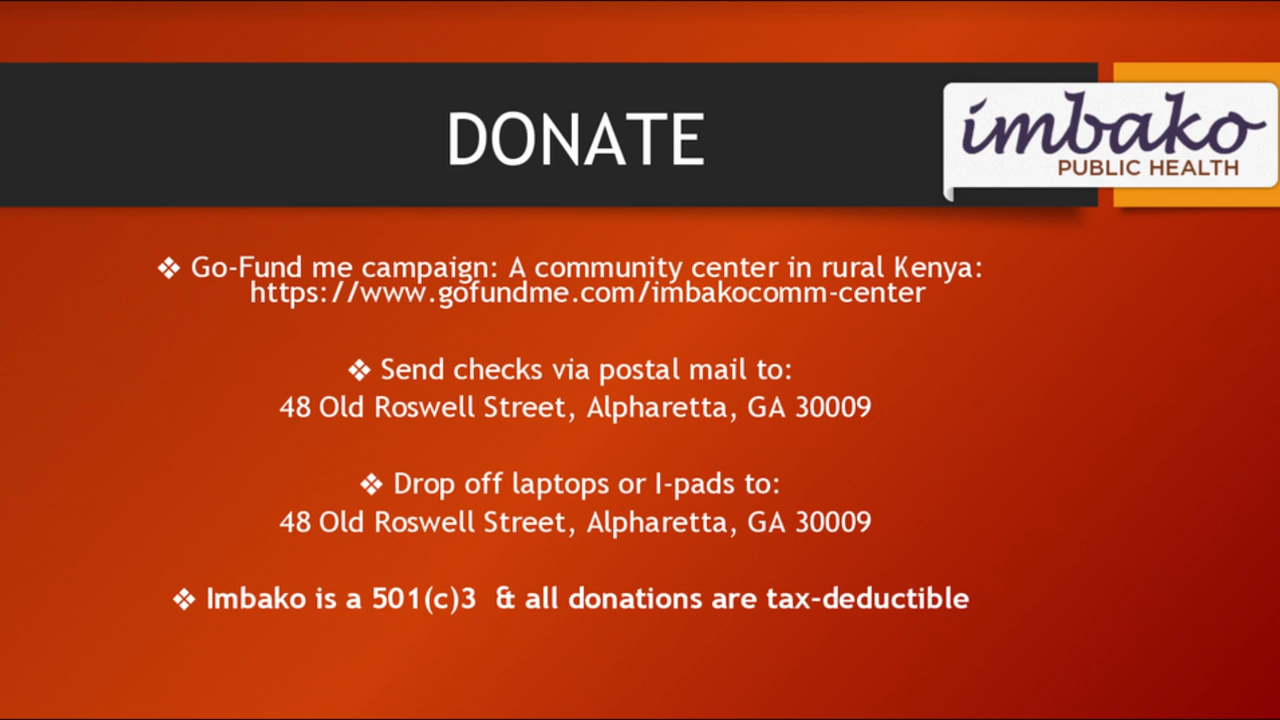 DONATE
imbako
PUBLIC HEALTH
❖ Go-Fund me campaign: A community center in rural Kenya:
https://www.gofundme.com/imbakocomm-center
❖ Send checks via postal mail to:
48 Old Roswell Street, Alpharetta, GA 30009
❖ Drop off laptops or I-pads to:
48 Old Roswell Street, Alpharetta, GA 30009
❖ Imbako is a 501(c)3 & all donations are tax-deductible